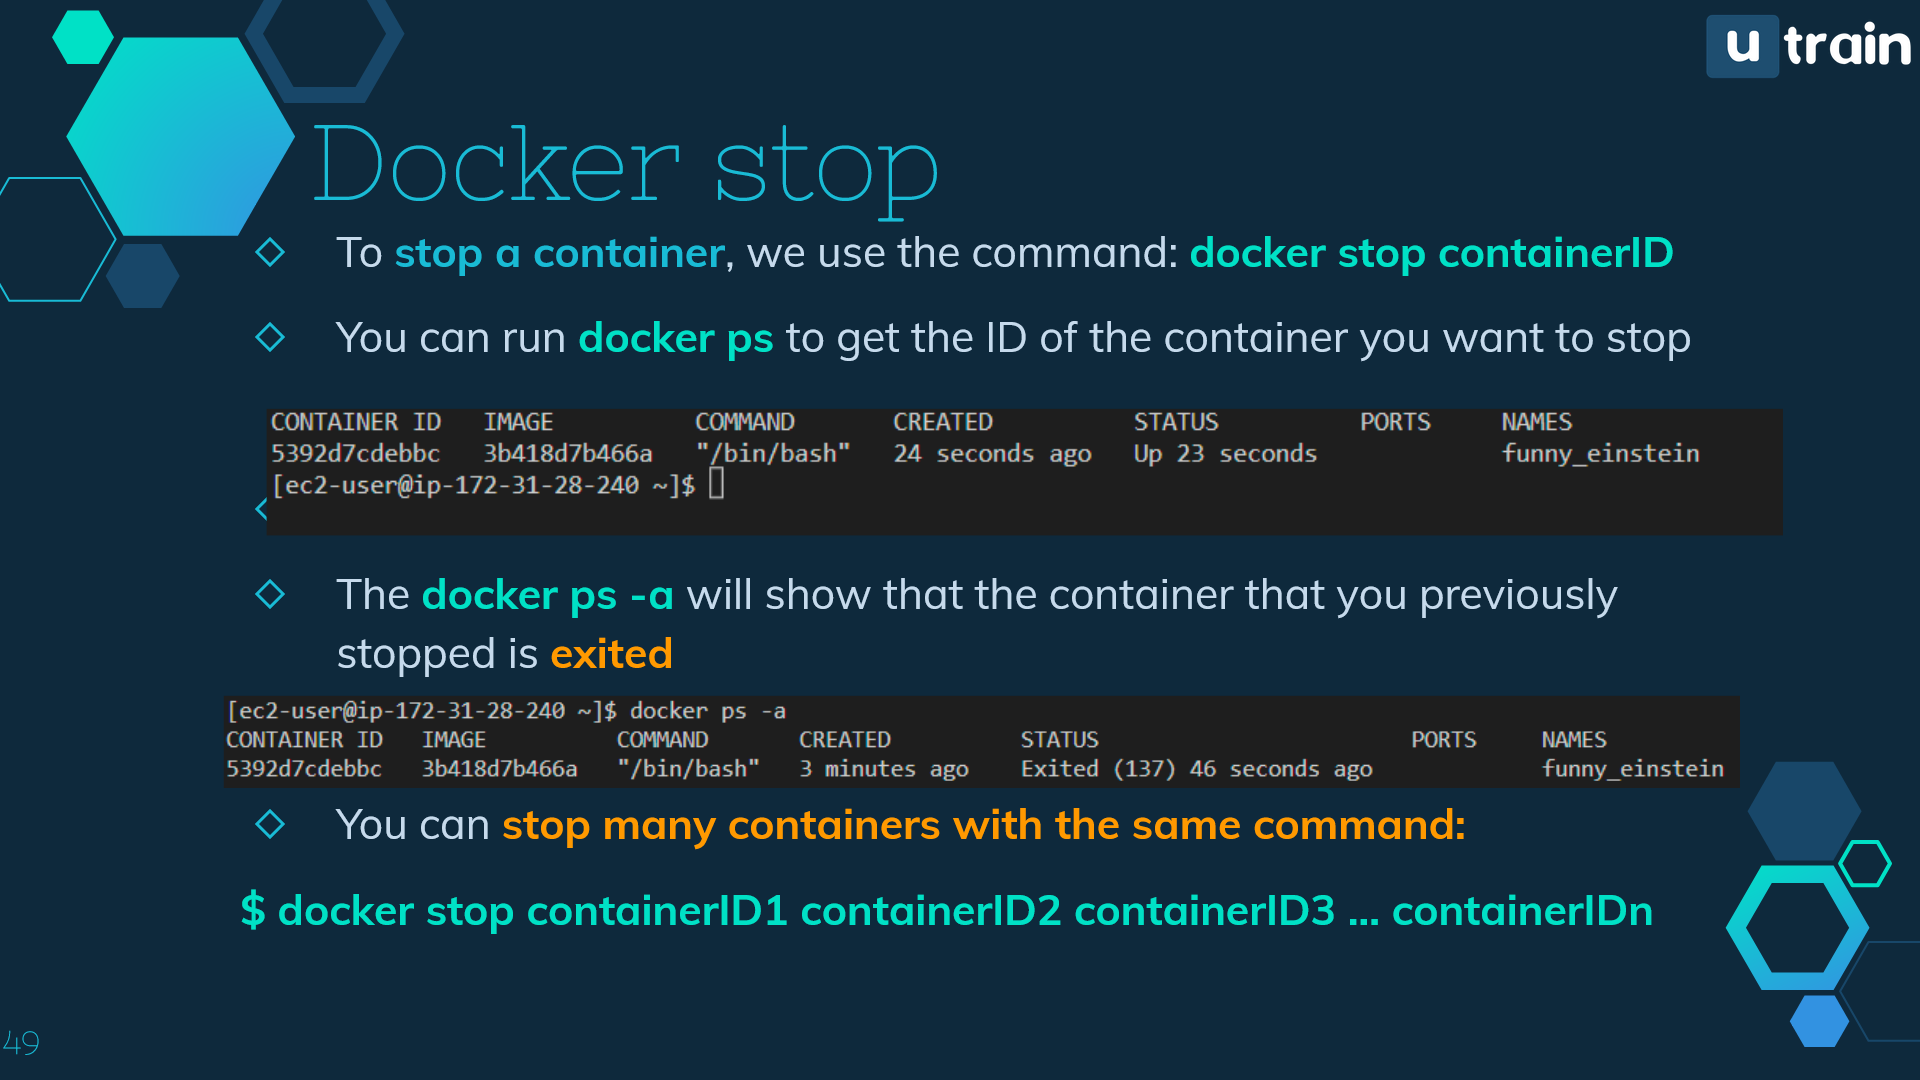 u train
Docker stop
To stop a container, we use the command: docker stop containerID
You can run docker ps to get the ID of the container you want to stop
CONTAINER ID IMAGE COMMAND CREATED STATUS PORTS NAMES
5392d7cdebbc 3b418d7b466a "/bin/bash" 24 seconds ago Up 23 seconds funny_einstein
[ec2-user@ip-172-31-28-240 ~]$
The docker ps -a will show that the container that you previously
stopped is exited
[ec2-user@ip-172-31-28-240 ~]$ docker ps -a
CONTAINER ID IMAGE COMMAND CREATED STATUS PORTS NAMES
5392d7cdebbc 3b418d7b466a "/bin/bash" 3 minutes ago Exited (137) 46 seconds ago funny_einstein
You can stop many containers with the same command:
$ docker stop containerID1 containerID2 containerID3 ... containerIDn
49